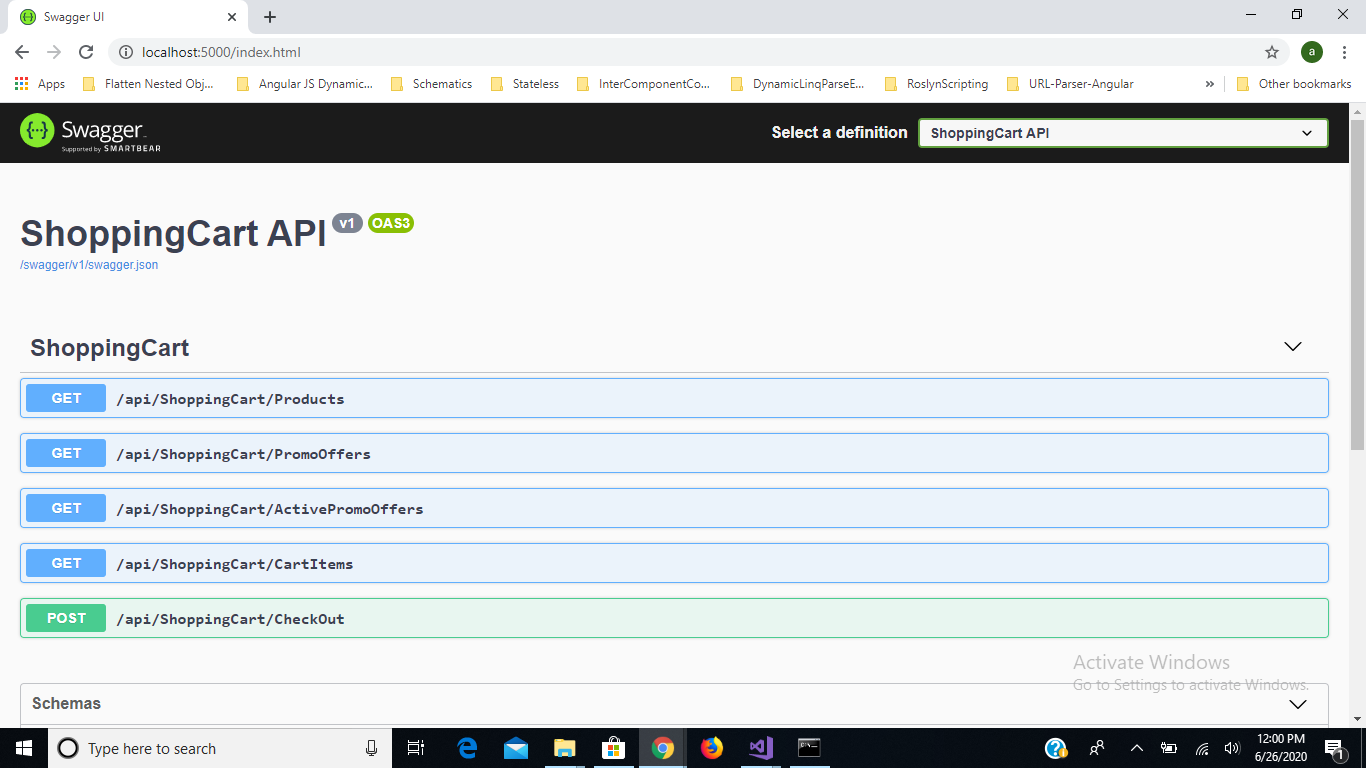 Swagger UI
localhost:5000/index.html
a
Apps Flatten Nested Obj... Angular JS Dynamic... Schematics Stateless InterComponentCo... DynamicLinqParseE... RoslynScripting URL-Parser-Angular » Other bookmarks
Swagger
Supported by SMARTBEAR
Select a definition ShoppingCart API
ShoppingCart API v1 OAS3
/swagger/v1/swagger.json
ShoppingCart
GET /api/ShoppingCart/Products
GET /api/ShoppingCart/PromoOffers
GET /api/ShoppingCart/ActivePromoOffers
GET /api/ShoppingCart/CartItems
POST /api/ShoppingCart/CheckOut
Activate Windows
Go to Settings to activate Windows.
Schemas
Type here to search
12:00 PM
6/26/2020
1